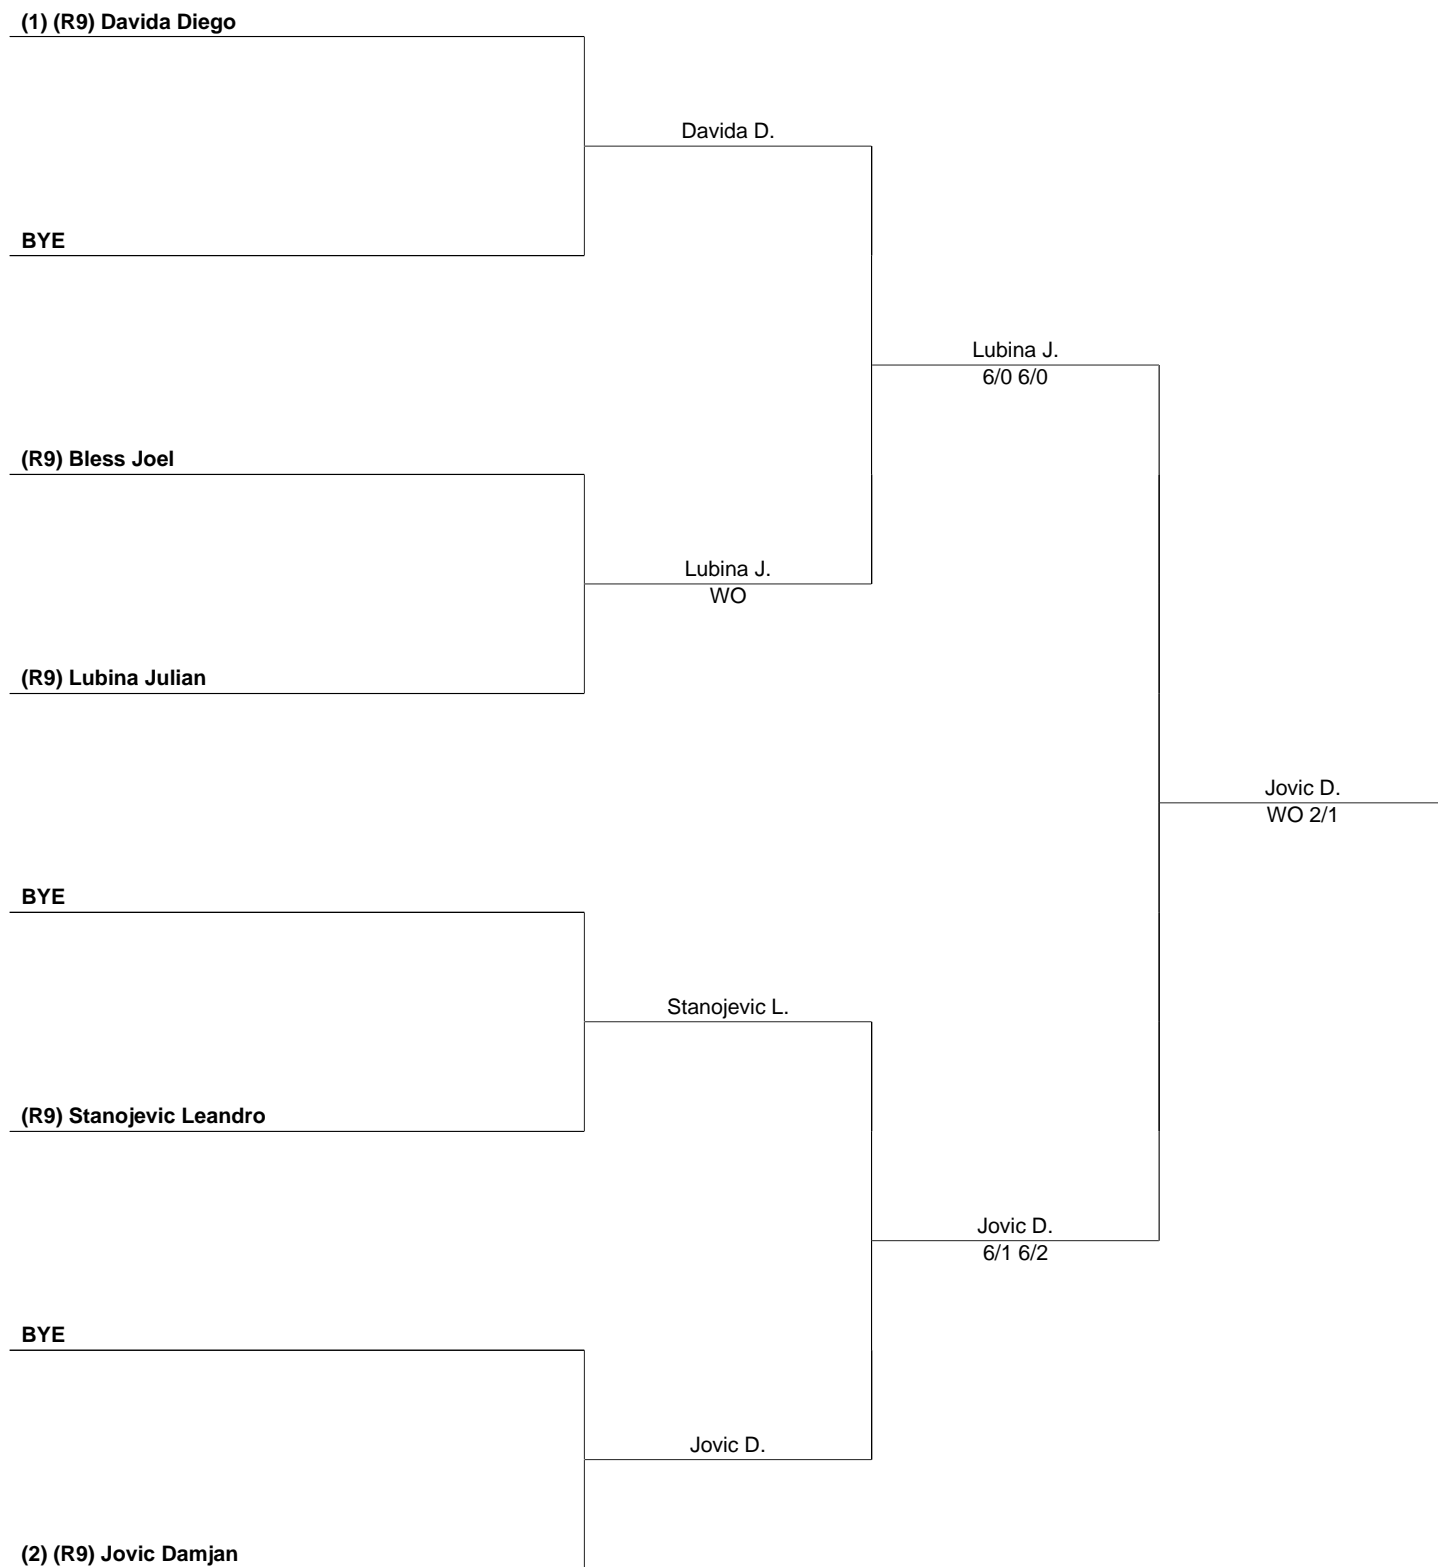 (1) (R9) Davida Diego
Davida D.
BYE
Lubina J.
6/0 6/0
(R9) Bless Joel
Lubina J.
WO
(R9) Lubina Julian
Jovic D.
WO 2/1
BYE
Stanojevic L.
(R9) Stanojevic Leandro
Jovic D.
6/1 6/2
BYE
Jovic D.
(2) (R9) Jovic Damjan